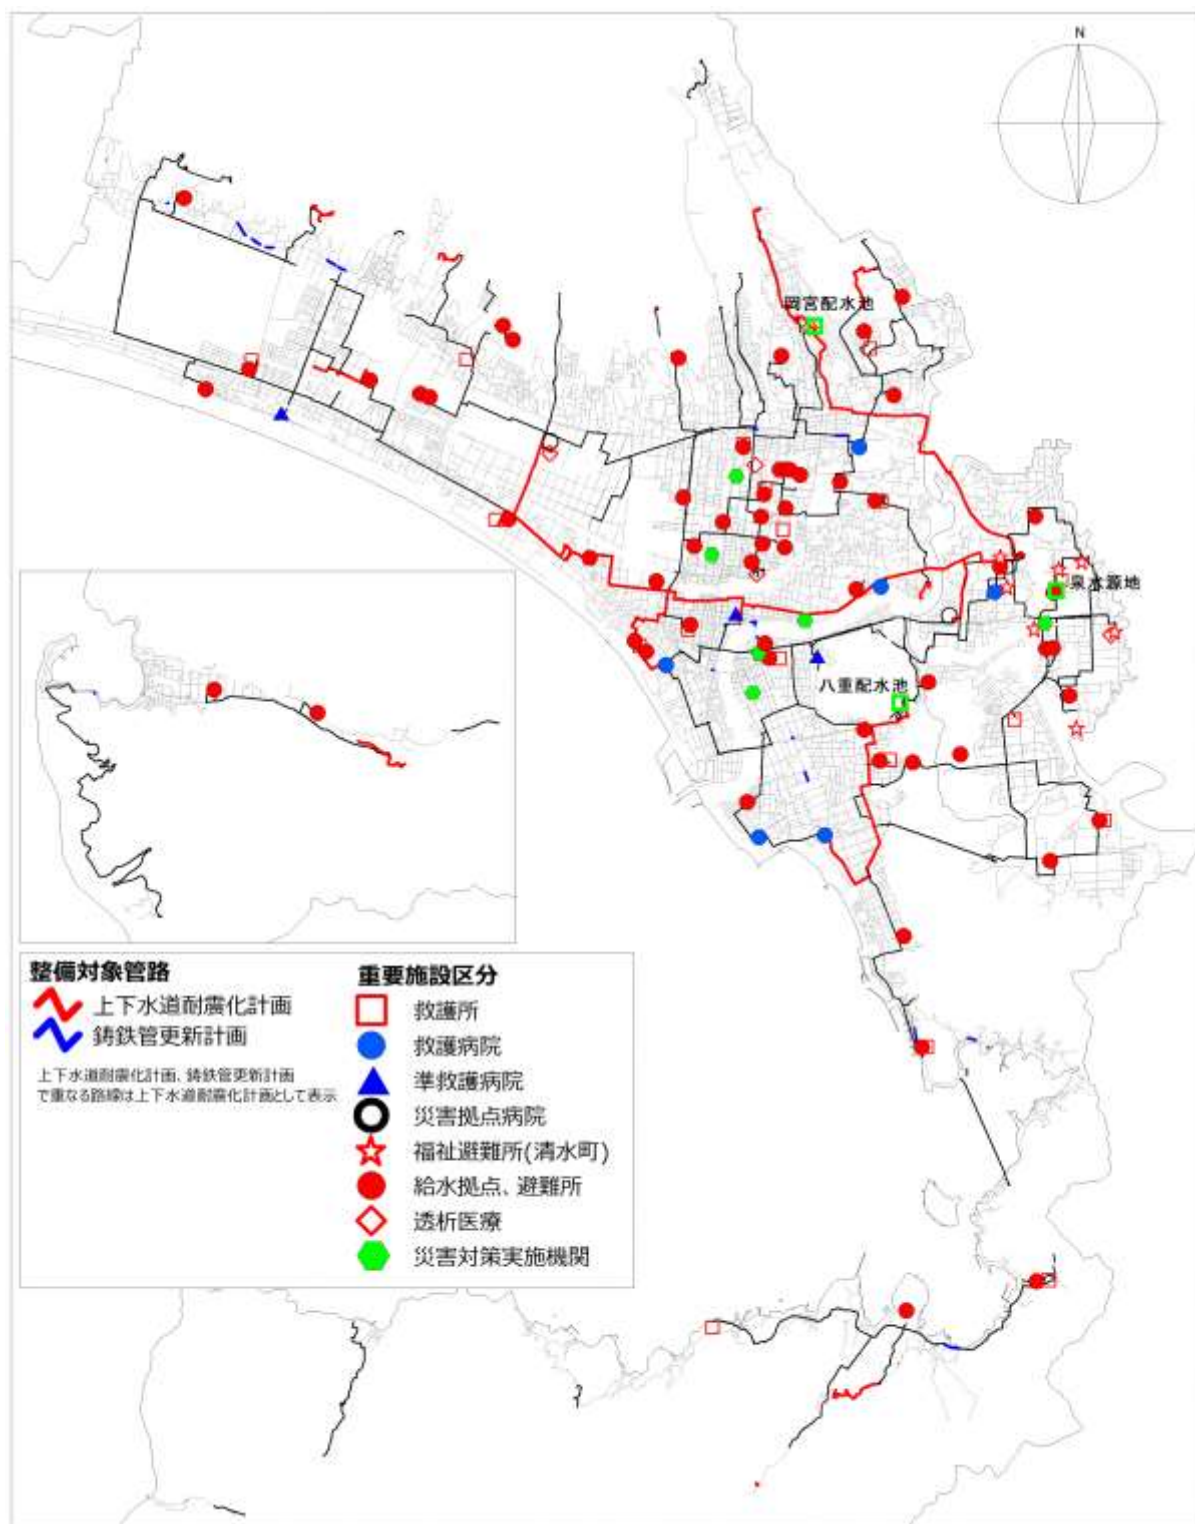 N
岡宮配水池
泉水源地
八重配水池
整備対象管路
上下水道耐震化計画
鋳鉄管更新計画
上下水道耐震化計画、鋳鉄管更新計画
で重なる路線は上下水道耐震化計画として表示
重要施設区分
救護所
救護病院
準救護病院
災害拠点病院
福祉避難所(清水町)
給水拠点、避難所
透析医療
災害対策実施機関